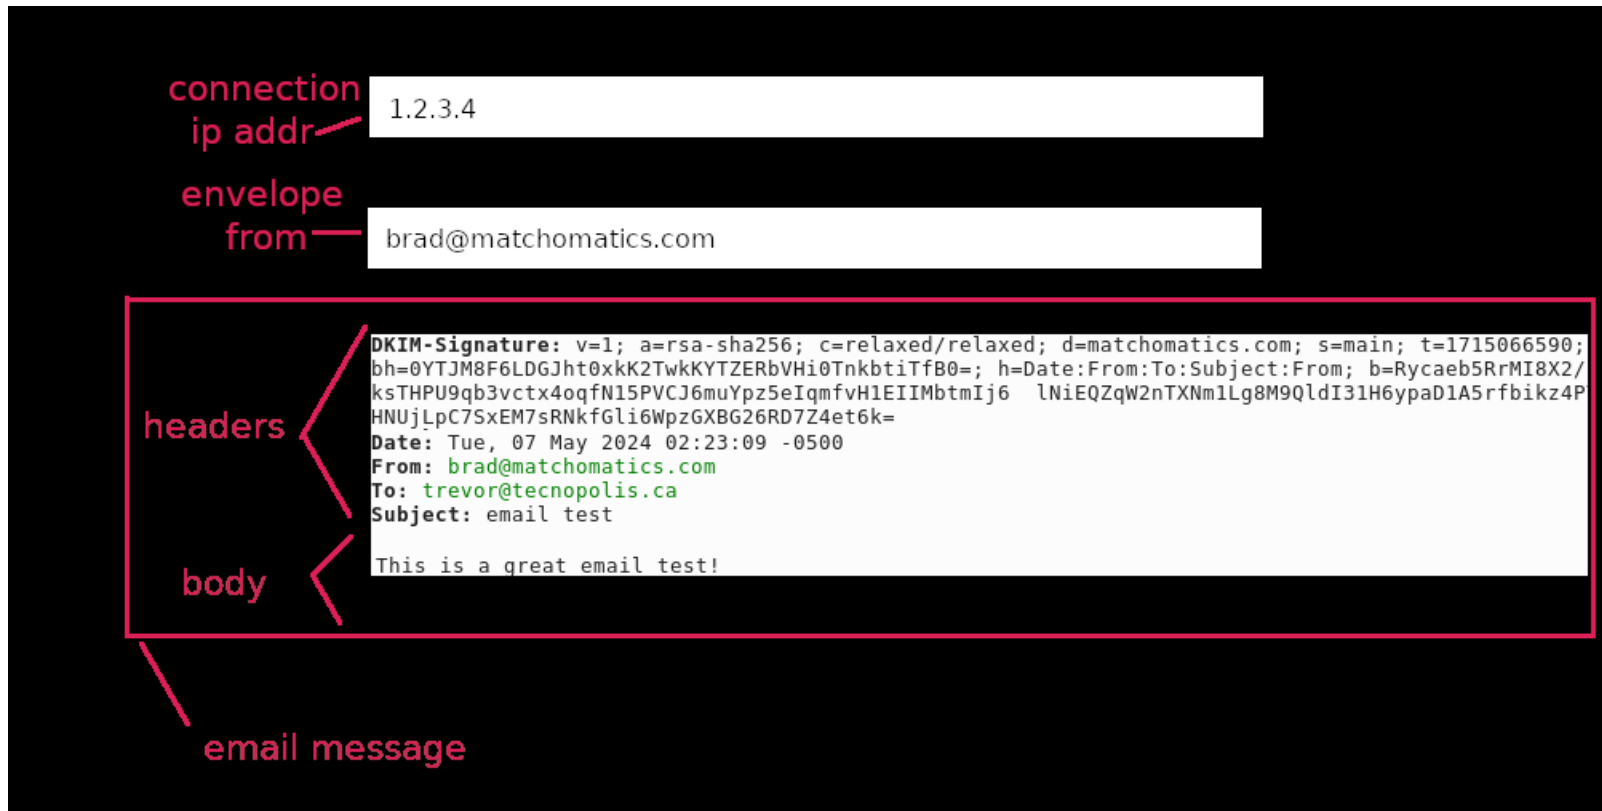 connection
ip addr
1.2.3.4
envelope
from
brad@matchomatics.com
headers
DKIM-Signature: v=1; a=rsa-sha256; c=relaxed/relaxed; d=matchomatics.com; s=main; t=1715066590;
bh=0YTJM8F6LDGJht0xkK2TwkKYTZERbVHi0TnkbtiTfB0=; h=Date:From:To:Subject:From; b=Rycaeb5RrMI8X2/
ksTHPU9qb3vctx4oqfN15PVCJ6muYpz5eIqmfvH1EIIMbtmIj6 lNiEQZqW2nTXNm1Lg8M9QldI31H6ypaD1A5rfbikz4P
HNUjLpC7SxEM7sRNkfGli6WpzGXBG26RD7Z4et6k=
Date: Tue, 07 May 2024 02:23:09 -0500
From: brad@matchomatics.com
To: trevor@tecnopolis.ca
Subject: email test
body
This is a great email test!
email message